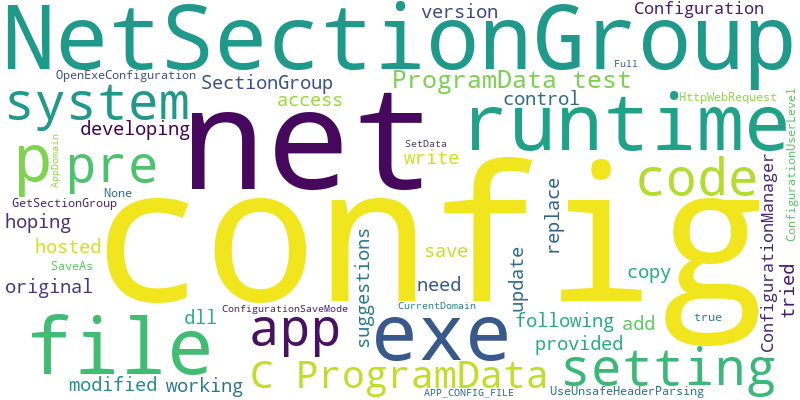 version Configuration
NetSectionGroup
Full
OpenExeConfiguration SectionGroup ProgramData test
system net access control HttpWebRequest
developing runtime
SetData
p pre AppDomain write code
None
GetSectionGroup config replace ConfigurationManager ConfigurationUserLevel
hoping
hosted suggestions save update
SaveAs copy tried
original need
ConfigurationSaveMode CurrentDomain
file dll app exe following add true
provided
C ProgramData setting
modified working
APP_CONFIG_FILE UseUnsafeHeaderParsing